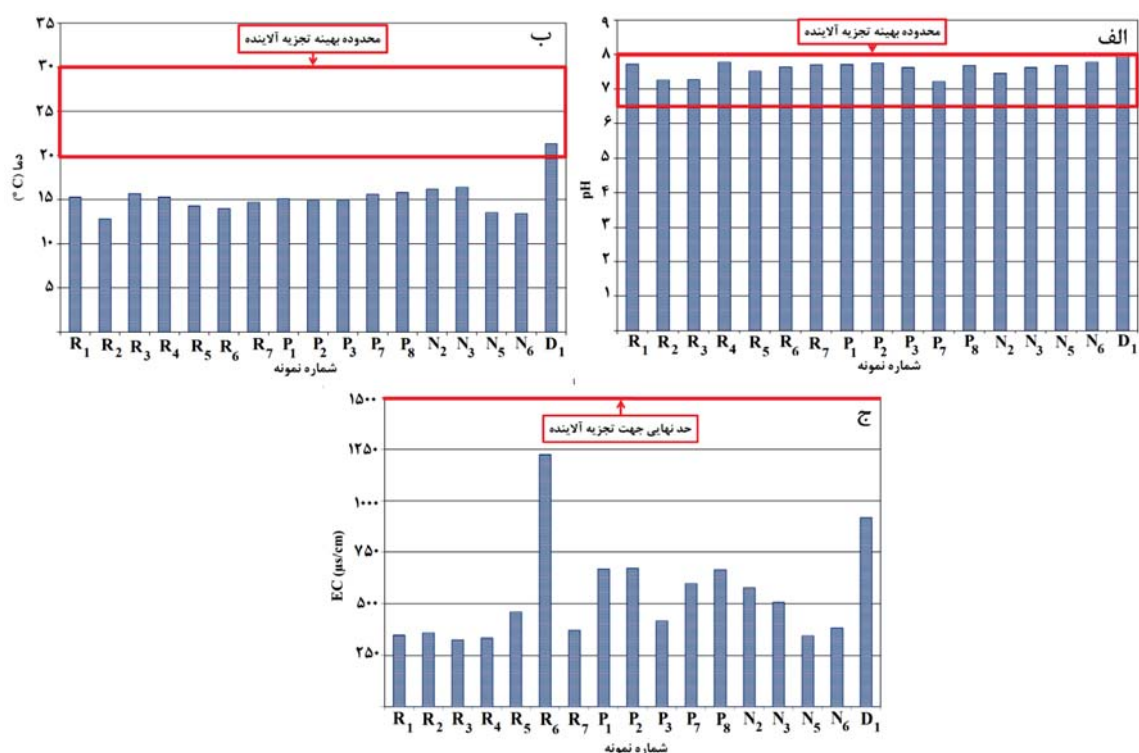 الف
محدوده بهینه تجزیه آلاینده
pH
۹
۸
۷
۶
۵
۴
۳
۲
۱
R1 R2 R3 R4 R5 R6 R7 P1 P2 P3 P7 P8 N2 N3 N5 N6 D1
شماره نمونه
ب
محدوده بهینه تجزیه آلاینده
دما (° C)
۳۵
۳۰
۲۵
۲۰
۱۵
۱۰
۵
R1 R2 R3 R4 R5 R6 R7 P1 P2 P3 P7 P8 N2 N3 N5 N6 D1
شماره نمونه
ج
حد نهایی جهت تجزیه آلاینده
EC (µs/cm)
۱۵۰۰
۱۲۵۰
۱۰۰۰
۷۵۰
۵۰۰
۲۵۰
R1 R2 R3 R4 R5 R6 R7 P1 P2 P3 P7 P8 N2 N3 N5 N6 D1
شماره نمونه